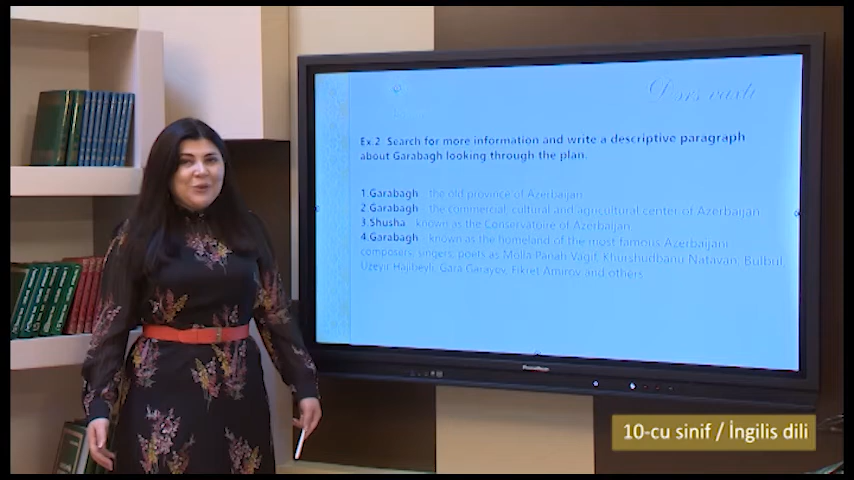 Dərs vaxtı
Ex.2 Search for more information and write a descriptive paragraph
about Garabagh looking through the plan.
1.Garabagh - the old province of Azerbaijan
2.Garabagh - the commercial, cultural and agricultural center of Azerbaijan
3.Shusha - known as the Conservatoire of Azerbaijan
4.Garabagh - known as the homeland of the most famous Azerbaijani
composers, singers, poets as Molla Panah Vagif, Khurshudbanu Natavan, Bulbul,
Uzeyir Hajibeyli, Gara Garayov, Fikret Amirov and others
10-cu sinif / İngilis dili